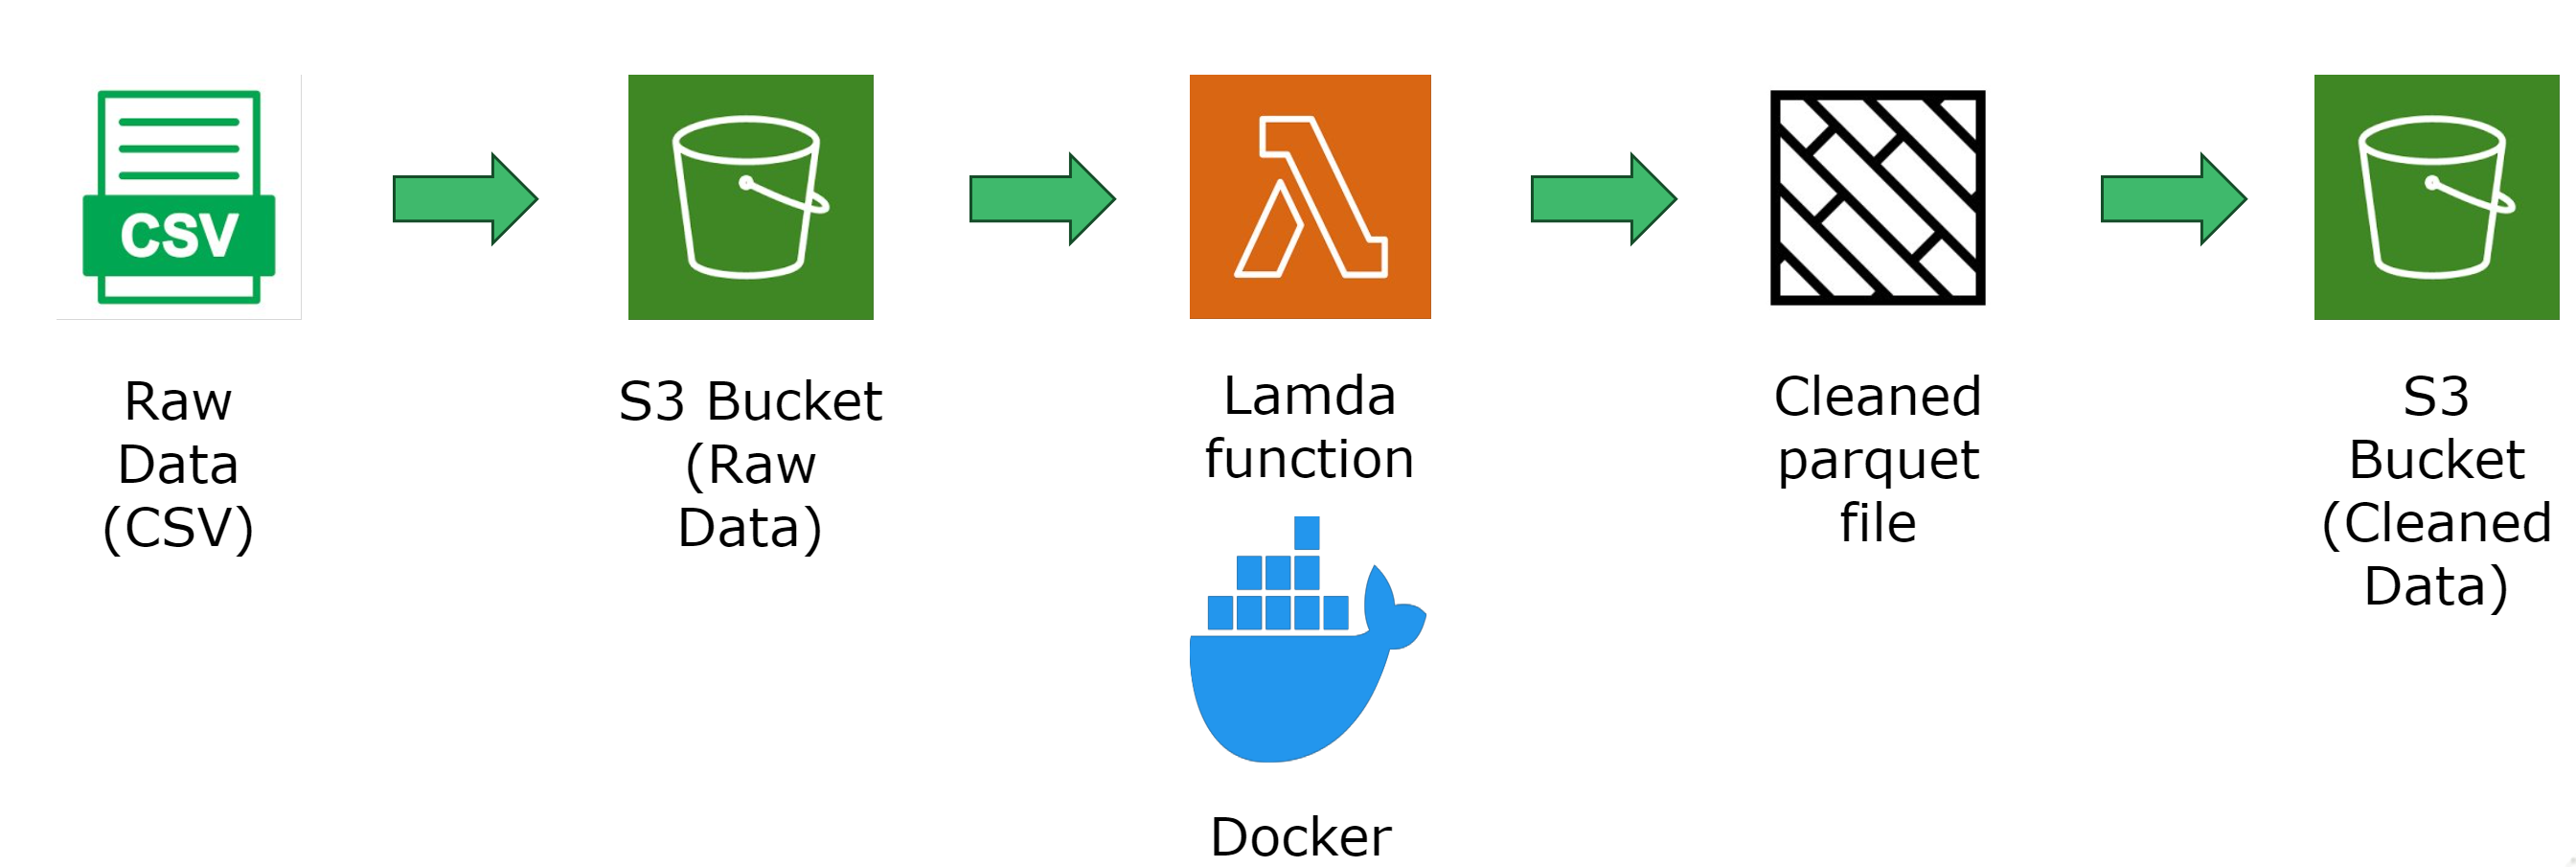 CSV
Raw
Data
(CSV)
S3 Bucket
(Raw
Data)
Lamda
function
Docker
Cleaned
parquet
file
S3
Bucket
(Cleaned
Data)